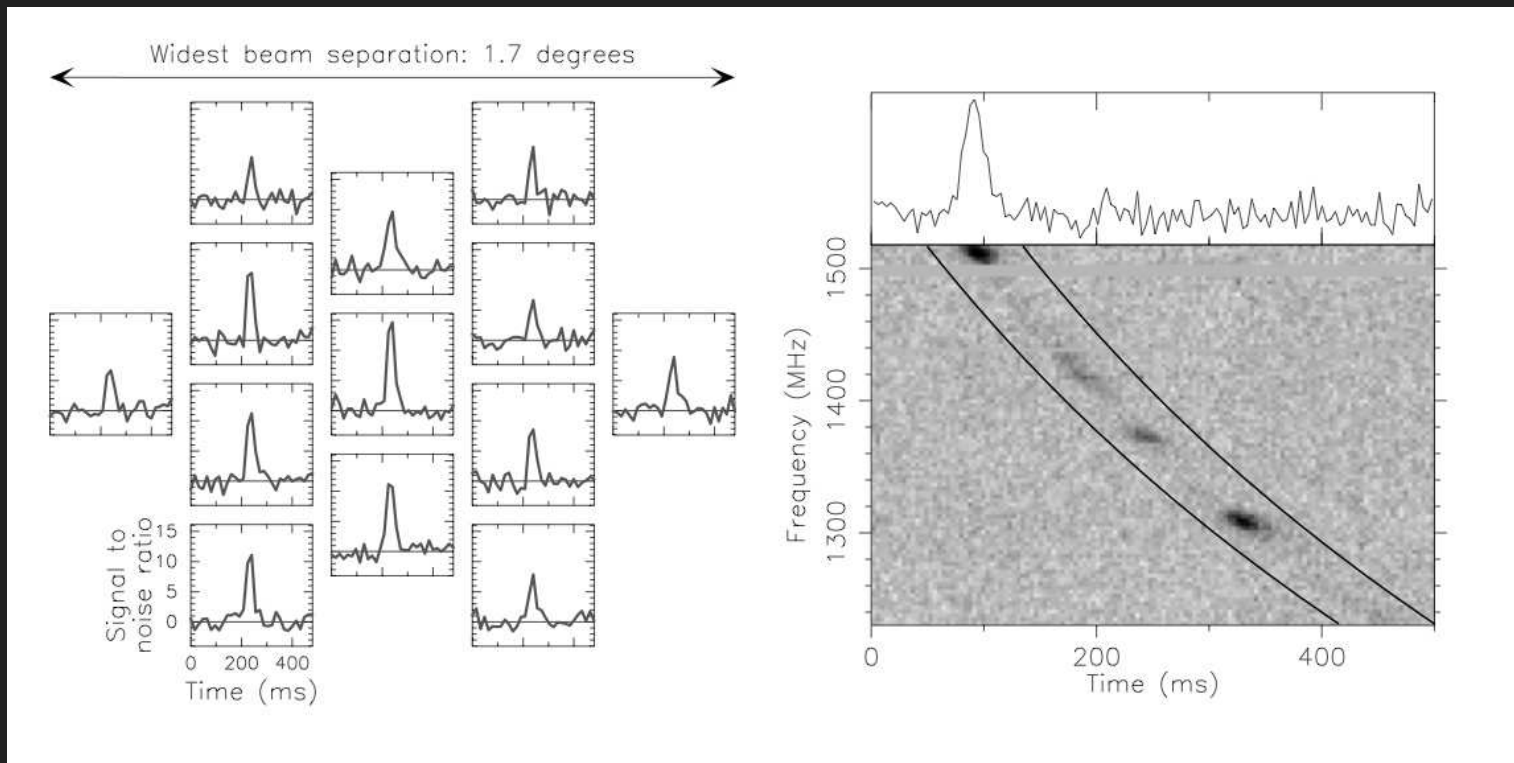 Widest beam separation: 1.7 degrees
Signal to
noise ratio
15
10
5
0
0 200 400
Time (ms)
Frequency (MHz)
1500
1400
1300
0 200 400
Time (ms)